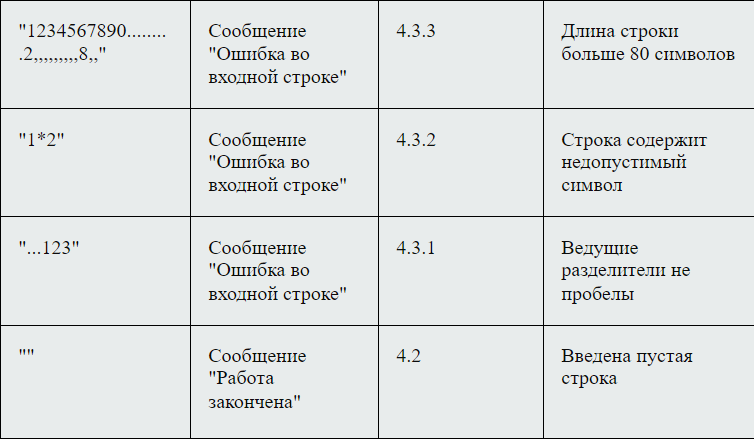 "1234567890........
.2,,,,,,,,,8,,"
Сообщение
"Ошибка во
входной строке"
4.3.3
Длина строки
больше 80 символов
"1*2"
Сообщение
"Ошибка во
входной строке"
4.3.2
Строка содержит
недопустимый
символ
"...123"
Сообщение
"Ошибка во
входной строке"
4.3.1
Ведущие
разделители не
пробелы
""
Сообщение
"Работа
закончена"
4.2
Введена пустая
строка